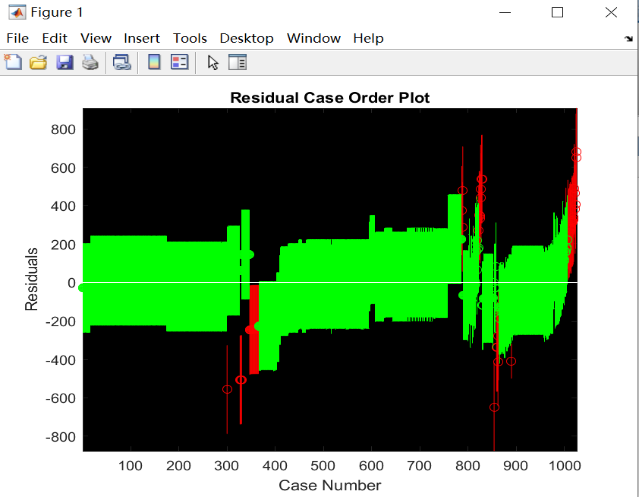 Figure 1
File Edit View Insert Tools Desktop Window Help
Residual Case Order Plot
Residuals
800
600
400
200
0
-200
-400
-600
-800
100 200 300 400 500 600 700 800 900 1000
Case Number